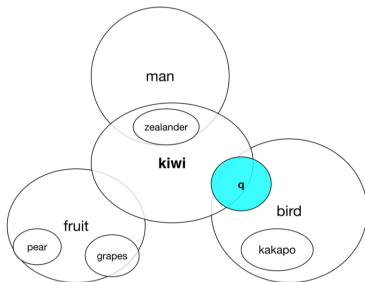 man
zealander
kiwi
q
bird
fruit
pear
grapes
kakapo